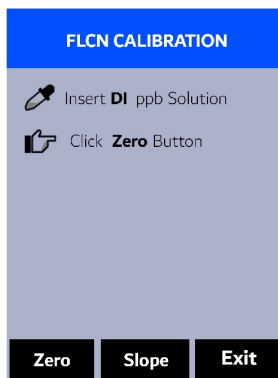 FLCN CALIBRATION
Insert DI ppb Solution
Click Zero Button
Zero Slope Exit